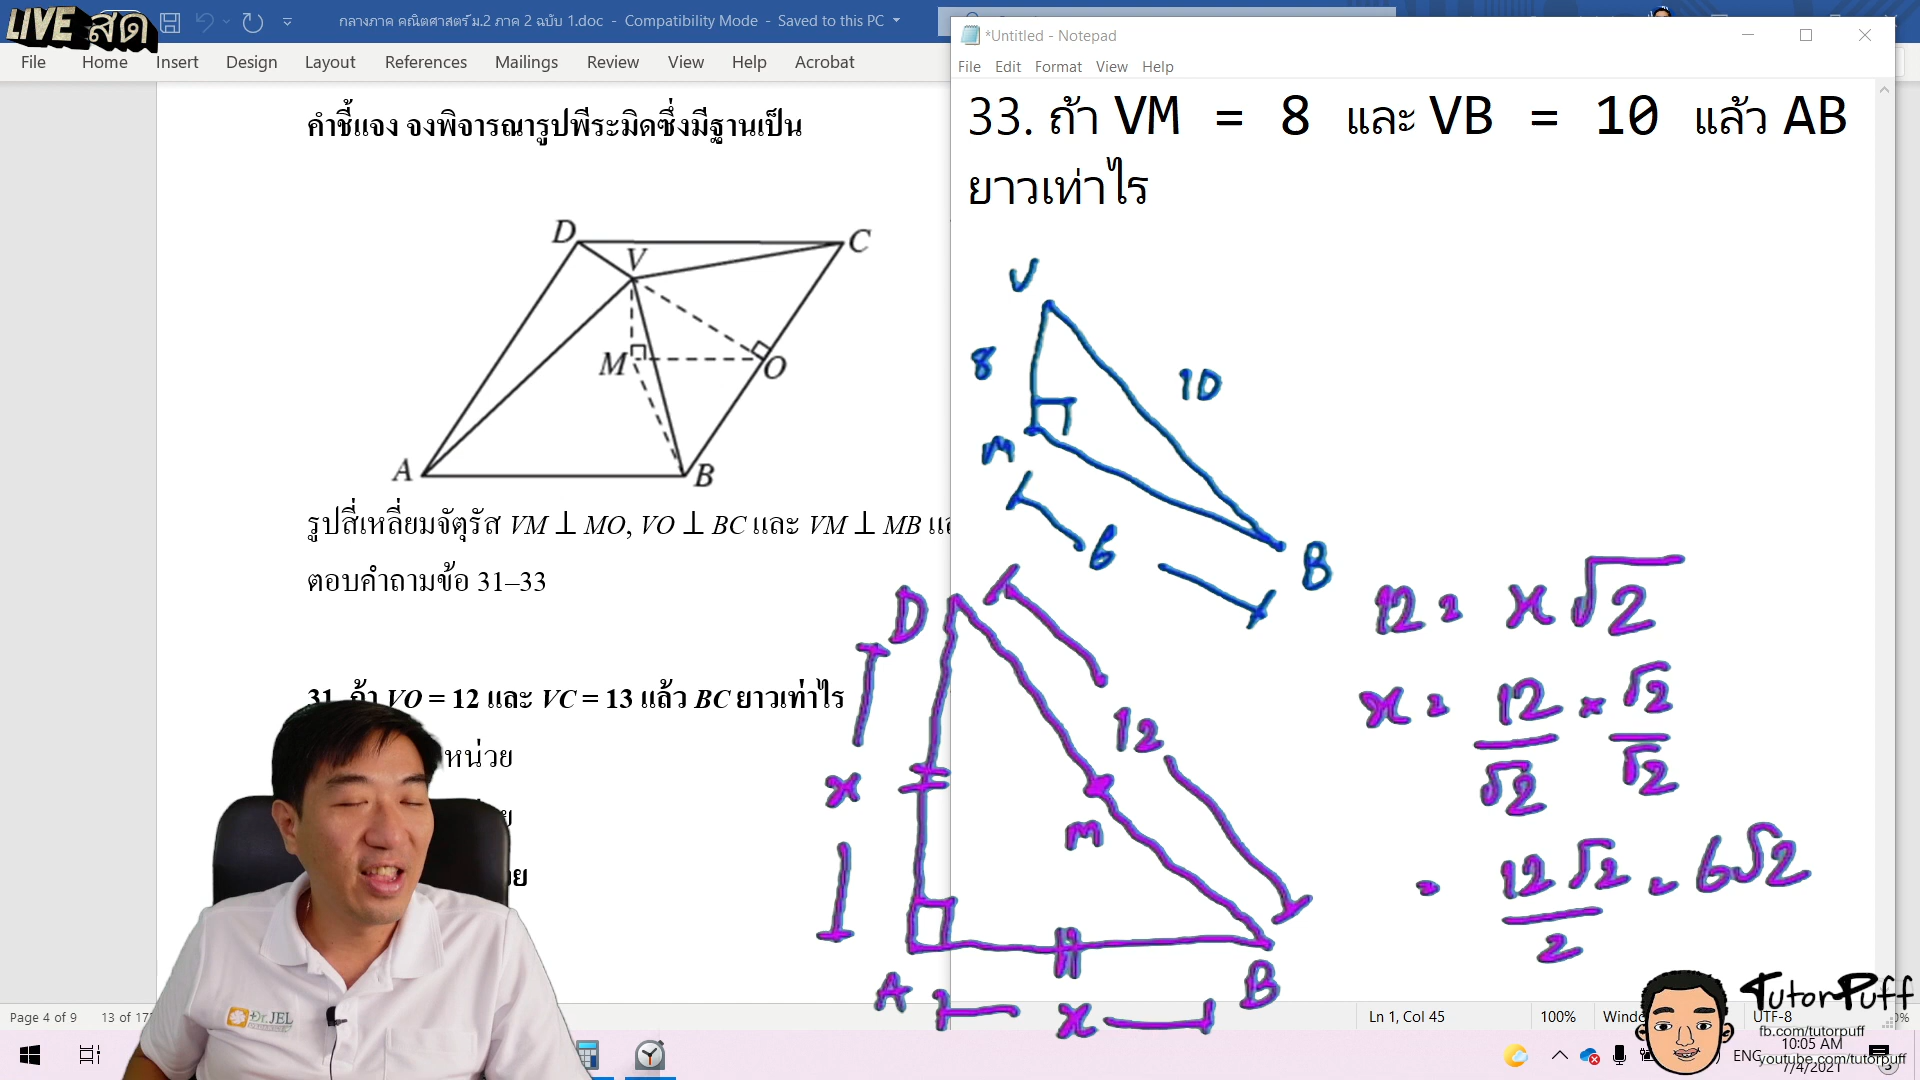 LIVE สด
กลางภาค คณิตศาสตร์ ม.2 ภาค 2 ฉบับ 1.doc - Compatibility Mode - Saved to this PC
File Home Insert Design Layout References Mailings Review View Help Acrobat
คำชี้แจง จงพิจารณารูปพีระมิดซึ่งมีฐานเป็น
D
V
C
M
O
A
B
รูปสี่เหลี่ยมจัตุรัส VM ⊥ MO, VO ⊥ BC และ VM ⊥ MB
ตอบคำถามข้อ 31–33
31. ถ้า VO = 12 และ VC = 13 แล้ว BC ยาวเท่าไร
หน่วย
*Untitled - Notepad
File Edit Format View Help
33. ถ้า VM = 8 และ VB = 10 แล้ว AB
ยาวเท่าไร
V
8
10
M
6
B
D
12
x
M
A
x
B
12 = x√2
x = 12/√2 × √2/√2
= 12√2/2 = 6√2
+Dr.JEL
Page 4 of 9
Ln 1, Col 45 100% UTF-8
TutorPuff
fb.com/tutorpuff
youtube.com/tutorpuff
ENG
10:05 AM
7/4/2021